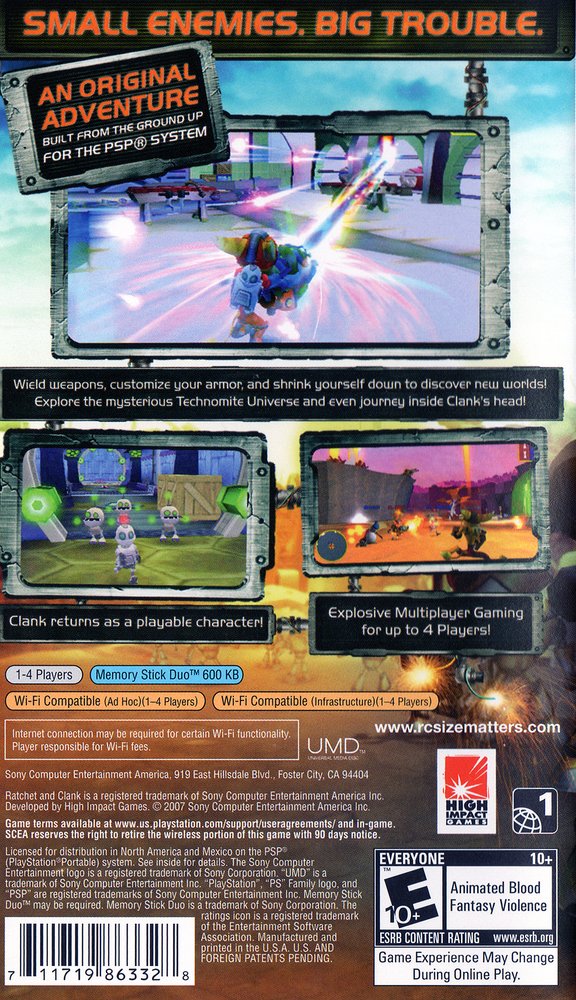 SMALL ENEMIES. BIG TROUBLE.
AN ORIGINAL
ADVENTURE
BUILT FROM THE GROUND UP
FOR THE PSP® SYSTEM
Wield weapons, customize your armor, and shrink yourself down to discover new worlds!
Explore the mysterious Technomite Universe and even journey inside Clank's head!
Clank returns as a playable character!
Explosive Multiplayer Gaming
for up to 4 Players!
1-4 Players
Memory Stick Duo™ 600 KB
Wi-Fi Compatible (Ad Hoc)(1–4 Players)
Wi-Fi Compatible (Infrastructure)(1–4 Players)
www.rcsizematters.com
Internet connection may be required for certain Wi-Fi functionality.
Player responsible for Wi-Fi fees.
UMD™
UNIVERSAL MEDIA DISC
Sony Computer Entertainment America, 919 East Hillsdale Blvd., Foster City, CA 94404
Ratchet and Clank is a registered trademark of Sony Computer Entertainment America Inc.
Developed by High Impact Games. © 2007 Sony Computer Entertainment America Inc.
Game terms available at www.us.playstation.com/support/useragreements/ and in-game.
SCEA reserves the right to retire the wireless portion of this game with 90 days notice.
HIGH
IMPACT
GAMES
1
Licensed for distribution in North America and Mexico on the PSP®
(PlayStation®Portable) system. See inside for details. The Sony Computer
Entertainment logo is a registered trademark of Sony Corporation. "UMD" is a
trademark of Sony Computer Entertainment Inc. "PlayStation", "PS" Family logo, and
"PSP" are registered trademarks of Sony Computer Entertainment Inc. Memory Stick
Duo™ may be required. Memory Stick Duo is a trademark of Sony Corporation. The
ratings icon is a registered trademark
of the Entertainment Software
Association. Manufactured and
printed in the U.S.A. U.S. AND
FOREIGN PATENTS PENDING.
7 11719 86332 8
EVERYONE 10+
E
™
10+
Animated Blood
Fantasy Violence
ESRB CONTENT RATING www.esrb.org
Game Experience May Change
During Online Play.